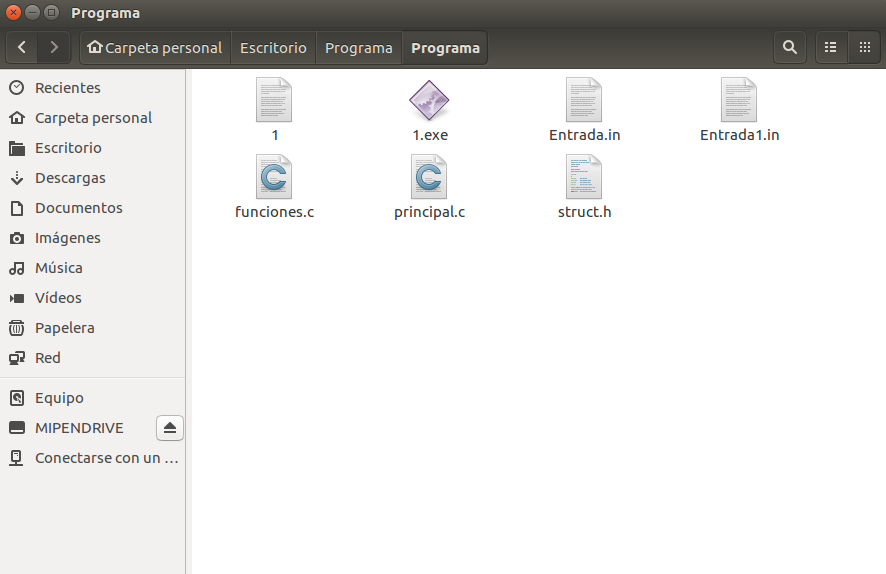 Programa
Carpeta personal Escritorio Programa Programa
Recientes
Carpeta personal
Escritorio
Descargas
Documentos
Imágenes
Música
Vídeos
Papelera
Red
Equipo
MIPENDRIVE
Conectarse con un …
1 1.exe Entrada.in Entrada1.in
funciones.c principal.c struct.h